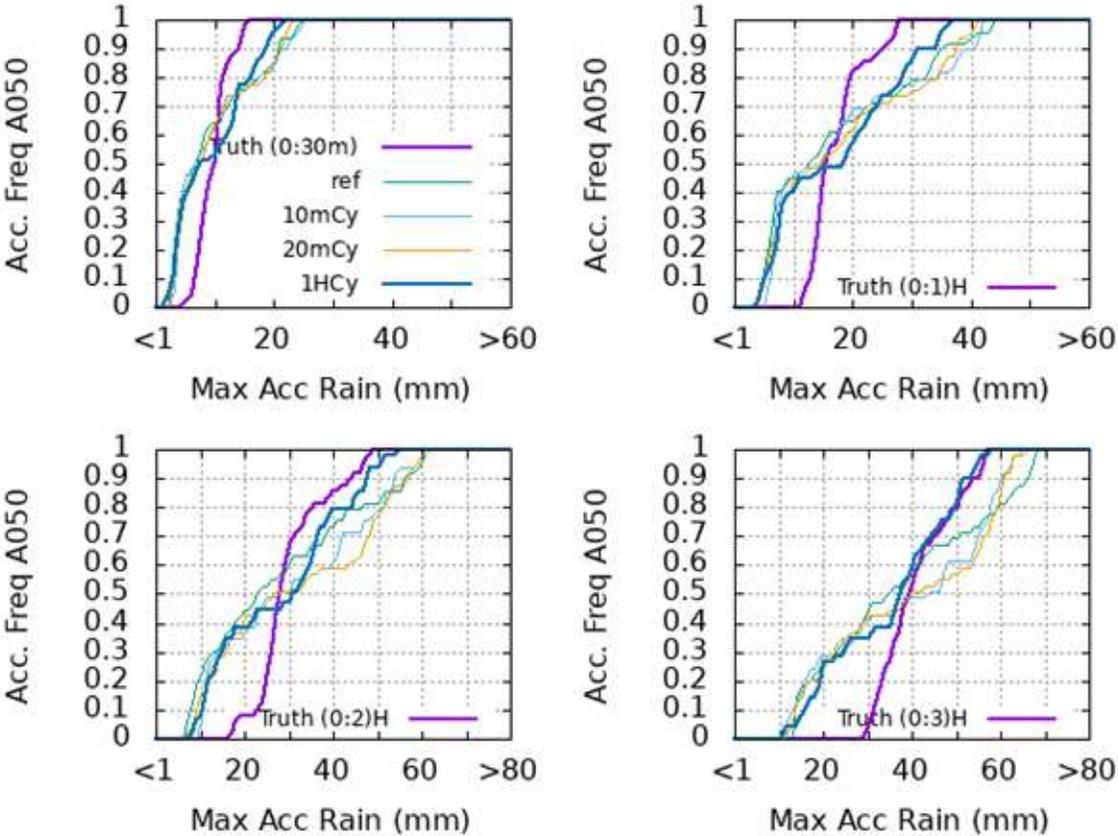 Acc. Freq A050
1
0.9
0.8
0.7
0.6
0.5
0.4
0.3
0.2
0.1
0
Truth (0:30m)
ref
10mCy
20mCy
1HCy
<1 20 40 >60
Max Acc Rain (mm)
Acc. Freq A050
1
0.9
0.8
0.7
0.6
0.5
0.4
0.3
0.2
0.1
0
Truth (0:1)H
<1 20 40 >60
Max Acc Rain (mm)
Acc. Freq A050
1
0.9
0.8
0.7
0.6
0.5
0.4
0.3
0.2
0.1
0
Truth (0:2)H
<1 20 40 60 >80
Max Acc Rain (mm)
Acc. Freq A050
1
0.9
0.8
0.7
0.6
0.5
0.4
0.3
0.2
0.1
0
Truth (0:3)H
<1 20 40 60 >80
Max Acc Rain (mm)